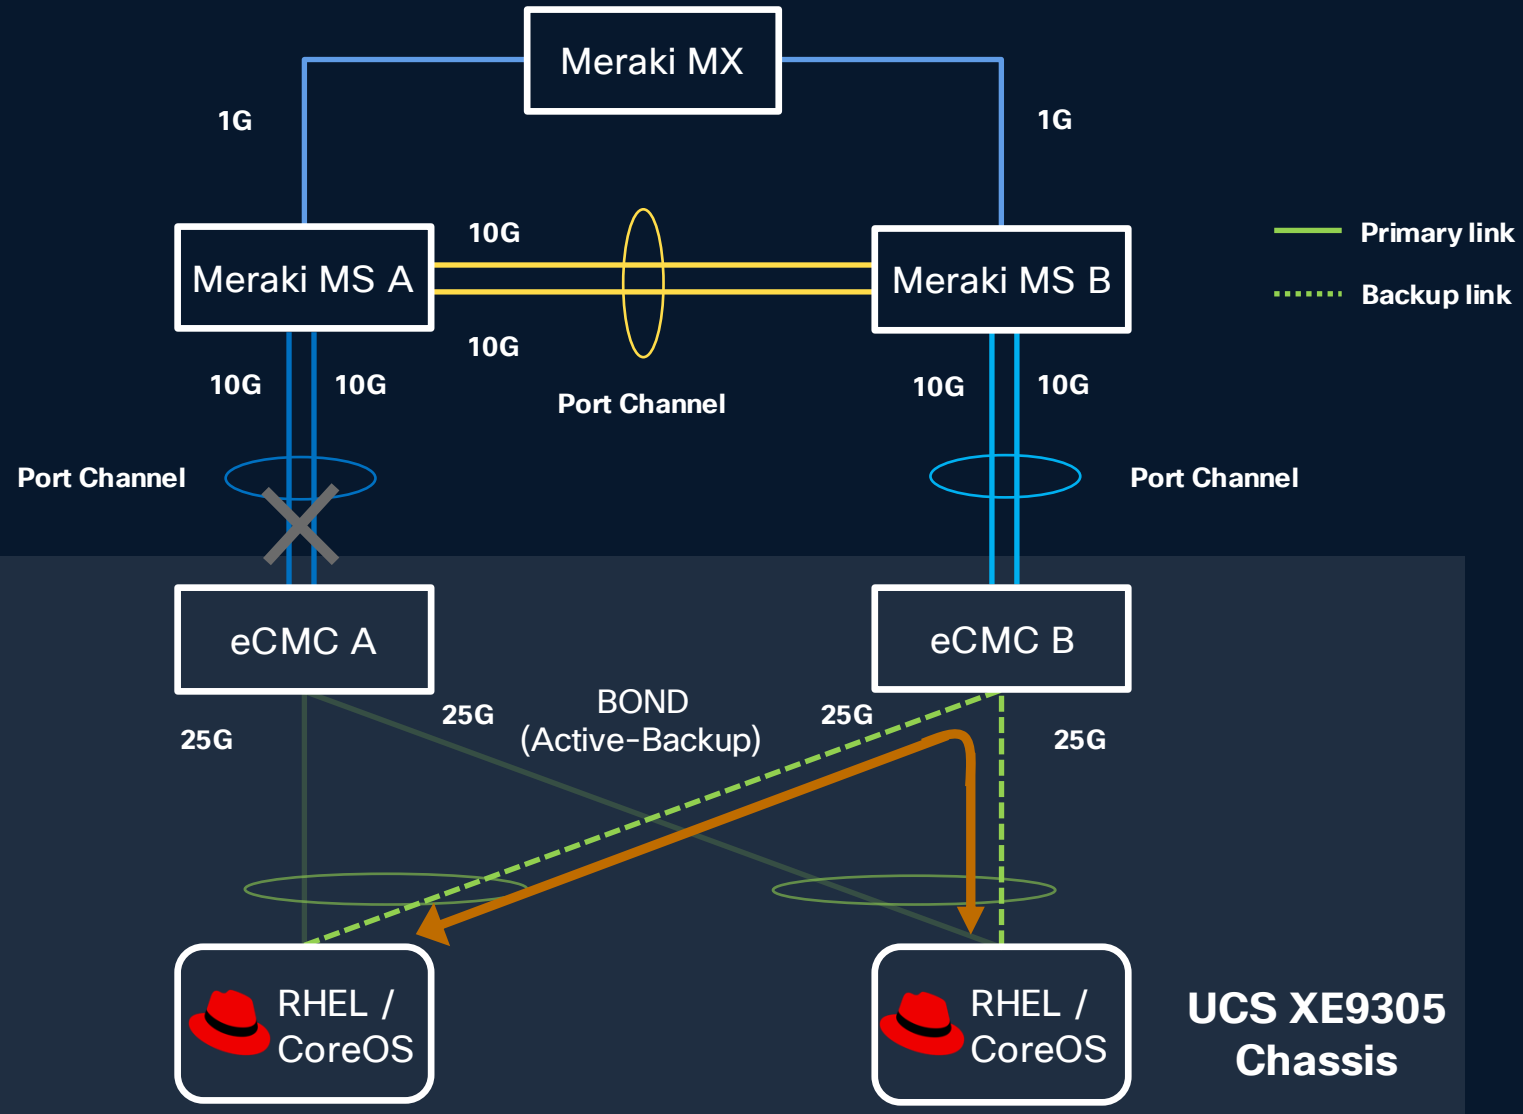 Meraki MX
1G
1G
Meraki MS A
10G
10G
Port Channel
Meraki MS B
Primary link
Backup link
10G
10G
10G
10G
Port Channel
Port Channel
eCMC A
eCMC B
25G
25G
BOND
(Active-Backup)
25G
25G
RHEL /
CoreOS
RHEL /
CoreOS
UCS XE9305
Chassis